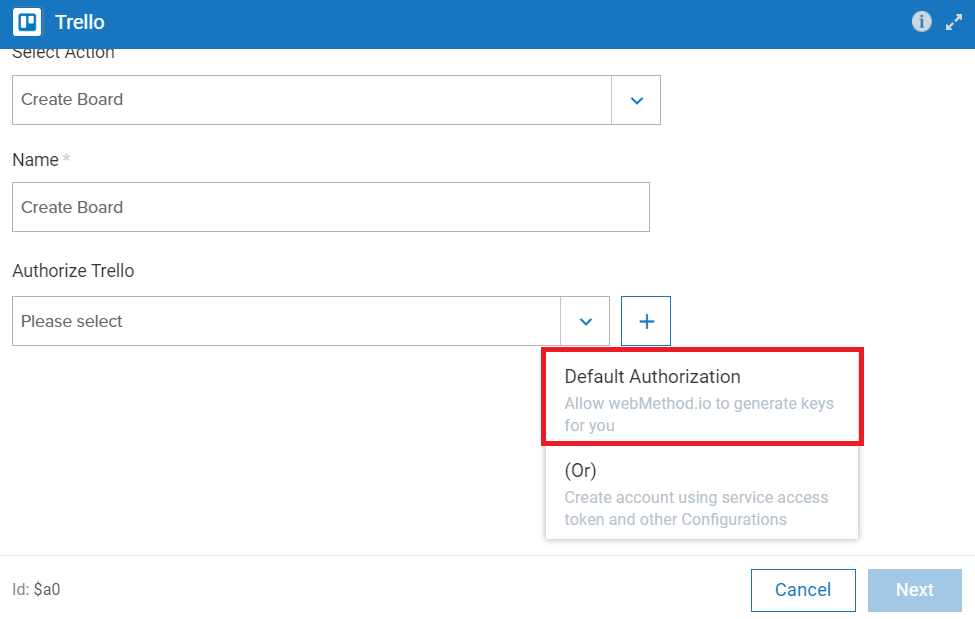 Trello
Select Action
Create Board
Name *
Create Board
Authorize Trello
Please select
Default Authorization
Allow webMethod.io to generate keys
for you
(Or)
Create account using service access
token and other Configurations
Id: $a0
Cancel
Next